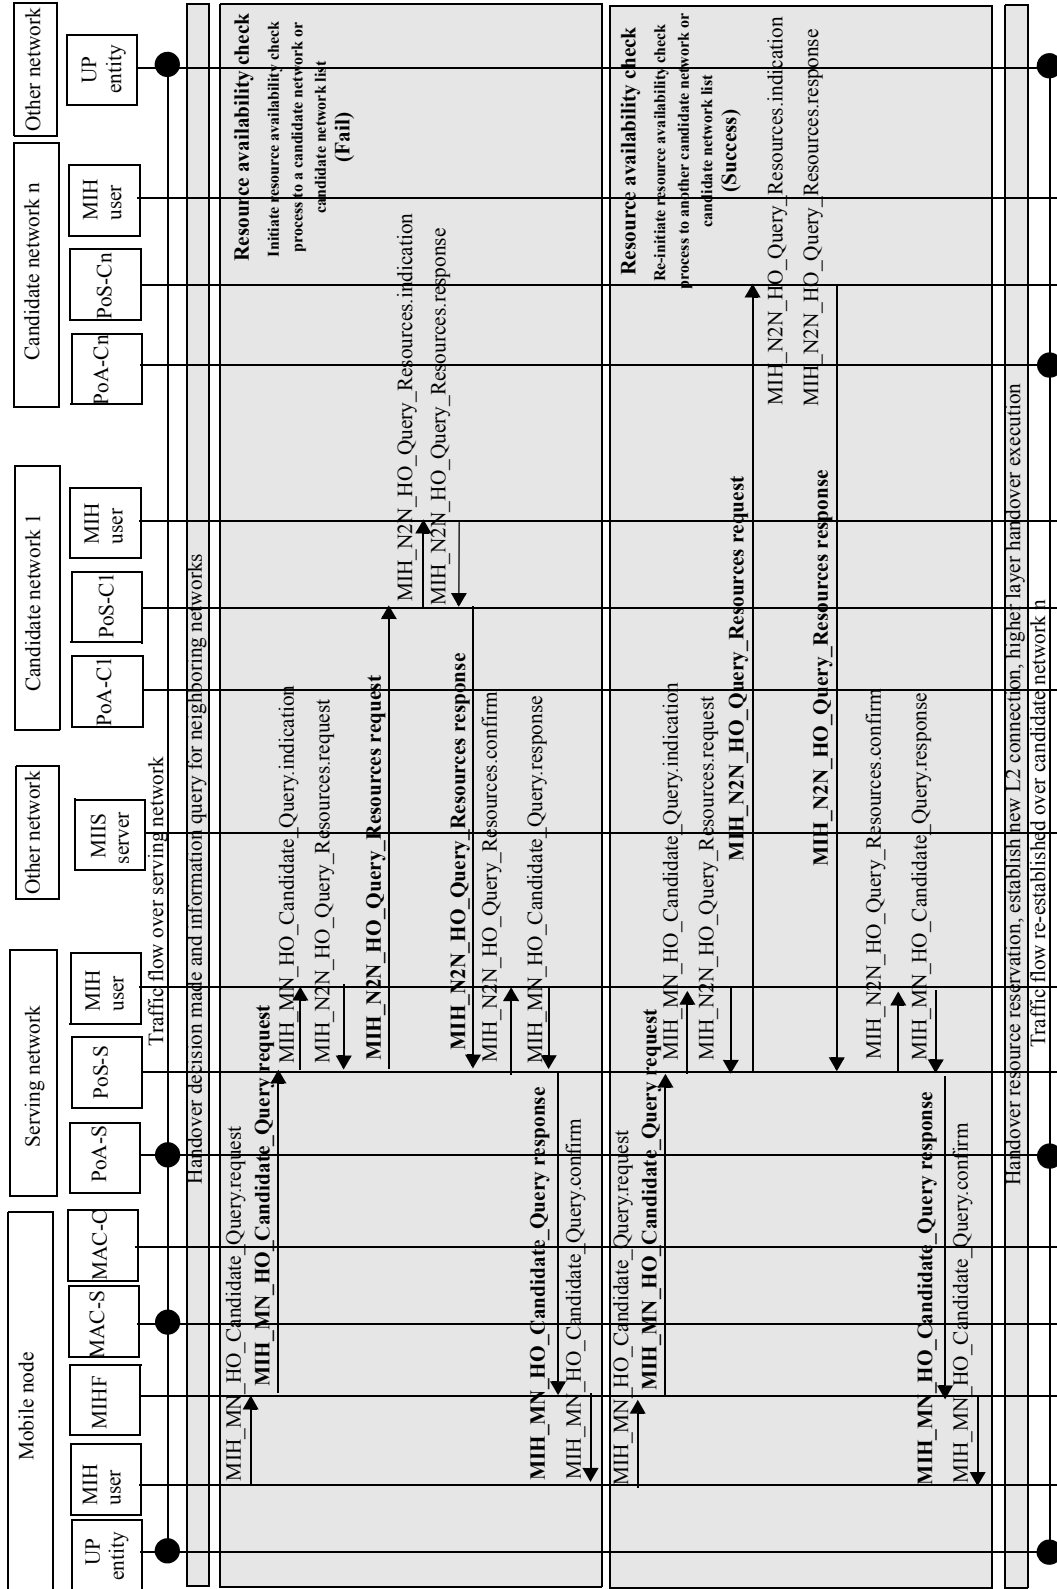 Mobile node
Serving network
Other network
Candidate network 1
Candidate network n
Other network
UP
entity
MIH
user
MIHF
MAC-S
MAC-C
PoA-S
PoS-S
MIH
user
MIIS
server
PoA-C1
PoS-C1
MIH
user
PoA-Cn
PoS-Cn
MIH
user
UP
entity
Traffic flow over serving network
Handover decision made and information query for neighboring networks
Resource availability check
Initiate resource availability check
process to a candidate network or
candidate network list
(Fail)
MIH_MN_HO_Candidate_Query.request
MIH_MN_HO_Candidate_Query request
MIH_MN_HO_Candidate_Query.indication
MIH_N2N_HO_Query_Resources.request
MIH_N2N_HO_Query_Resources request
MIH_N2N_HO_Query_Resources.indication
MIH_N2N_HO_Query_Resources.response
MIH_N2N_HO_Query_Resources response
MIH_N2N_HO_Query_Resources.confirm
MIH_MN_HO_Candidate_Query.response
MIH_MN_HO_Candidate_Query response
MIH_MN_HO_Candidate_Query.confirm
Resource availability check
Re-initiate resource availability check
process to another candidate network or
candidate network list
(Success)
MIH_MN_HO_Candidate_Query.request
MIH_MN_HO_Candidate_Query request
MIH_MN_HO_Candidate_Query.indication
MIH_N2N_HO_Query_Resources.request
MIH_N2N_HO_Query_Resources request
MIH_N2N_HO_Query_Resources.indication
MIH_N2N_HO_Query_Resources.response
MIH_N2N_HO_Query_Resources response
MIH_N2N_HO_Query_Resources.confirm
MIH_MN_HO_Candidate_Query.response
MIH_MN_HO_Candidate_Query response
MIH_MN_HO_Candidate_Query.confirm
Handover resource reservation, establish new L2 connection, higher layer handover execution
Traffic flow re-established over candidate network n